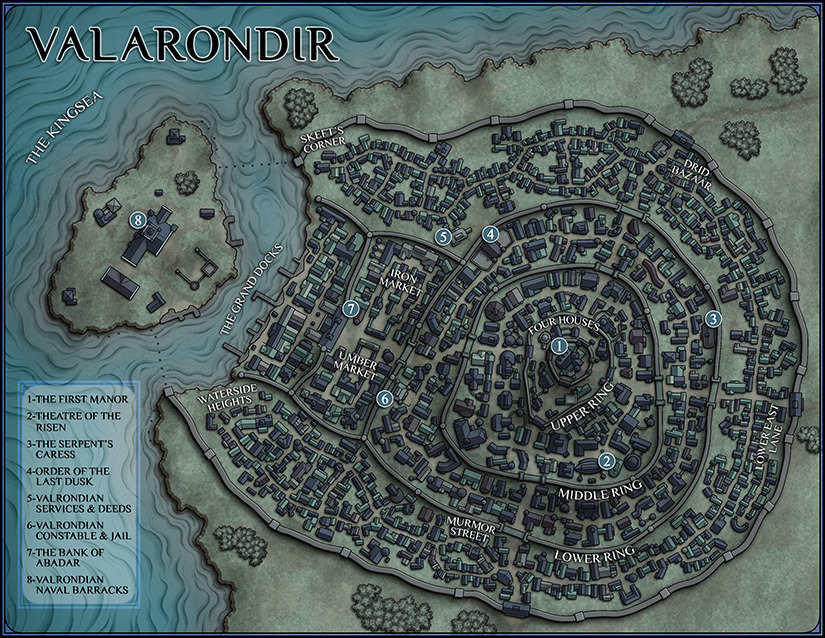 VALARONDIR
THE KINGSEA
SKEFT'S
CORNER
DRID
BAZAAR
8
5
4
IRON
MARKET
THE GRAND DOCKS
7
3
FOUR HOUSES
1
UMBER
MARKET
WATERSIDE
HEIGHTS
6
UPPER RING
LOWER EAST
LANE
2
MIDDLE RING
MURMOR
STREET
LOWER RING
1-THE FIRST MANOR
2-THEATRE OF THE
RISEN
3-THE SERPENT'S
CARESS
4-ORDER OF THE
LAST DUSK
5-VALRONDIAN
SERVICES & DEEDS
6-VALRONDIAN
CONSTABLE & JAIL
7-THE BANK OF
ABADAR
8-VALRONDIAN
NAVAL BARRACKS